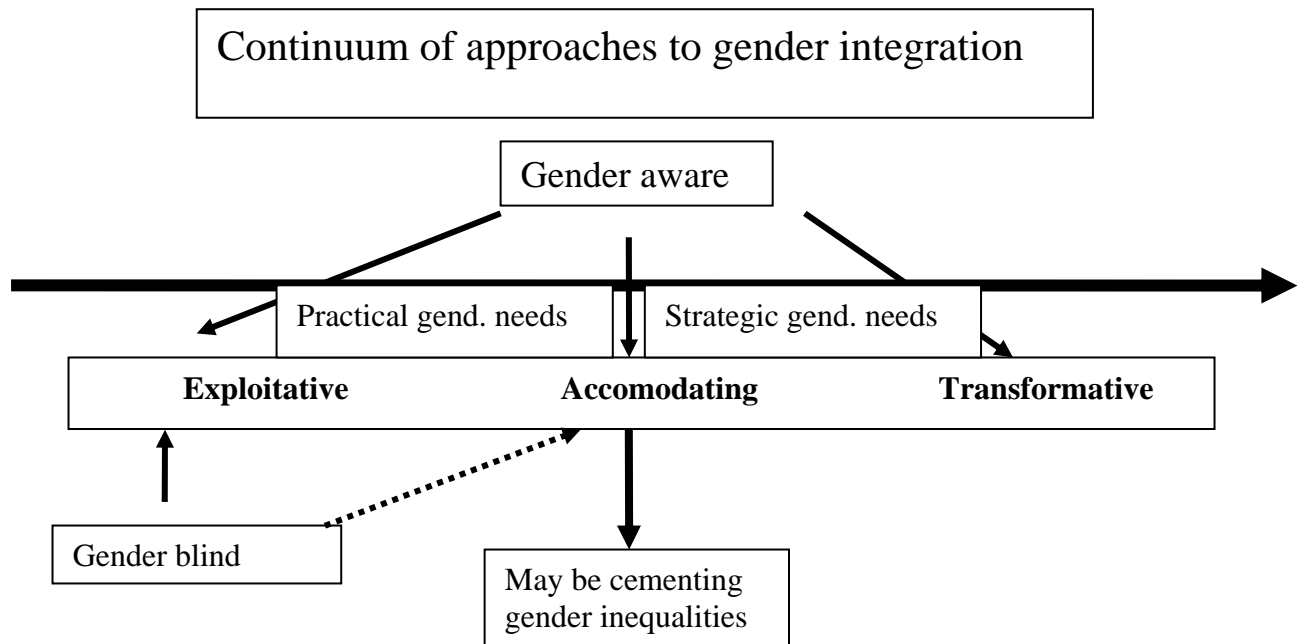 Continuum of approaches to gender integration
Gender aware
Practical gend. needs
Strategic gend. needs
Exploitative
Accomodating
Transformative
Gender blind
May be cementing
gender inequalities